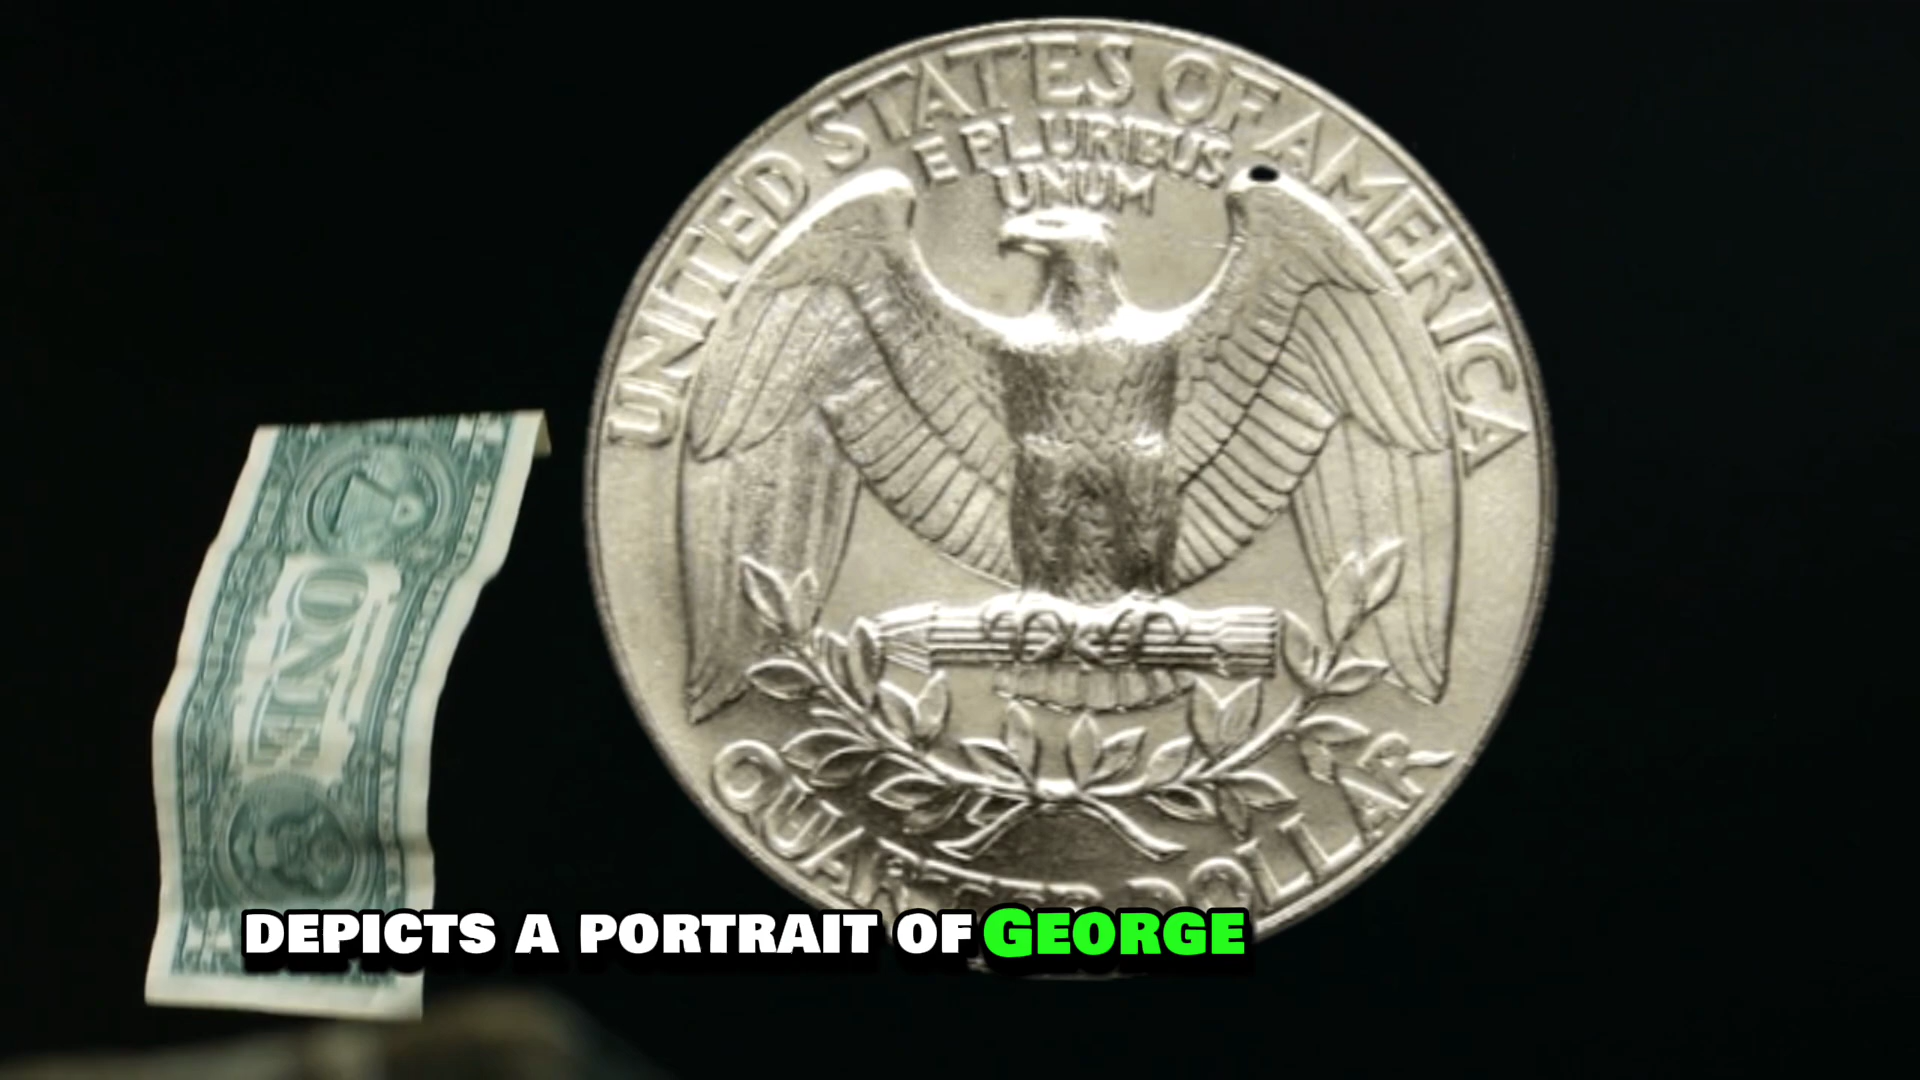 UNITED STATES OF AMERICA
E PLURIBUS
UNUM
QUARTER DOLLAR
ONE
DEPICTS A PORTRAIT OF GEORGE